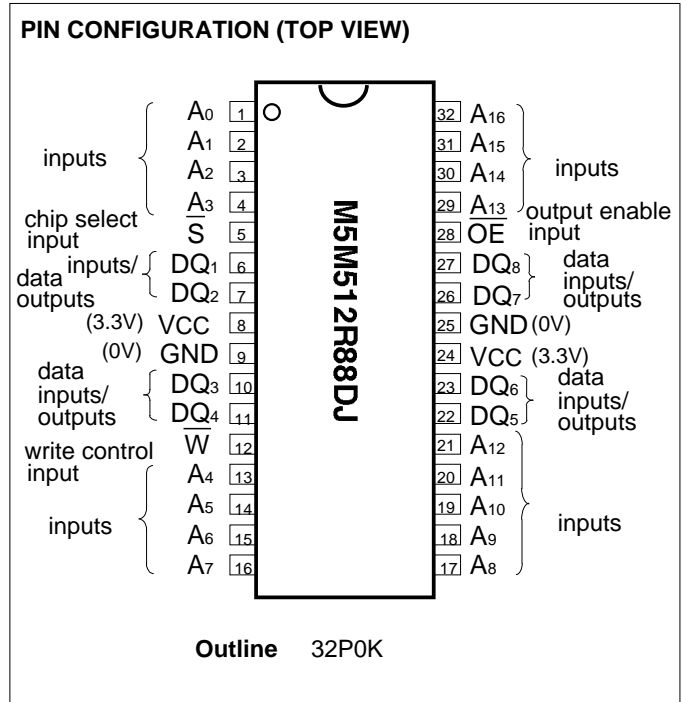 PIN CONFIGURATION (TOP VIEW)
A0 1 32 A16
A1 2 31 A15
inputs A2 3 30 A14 inputs
A3 4 29 A13
chip select input S̅ 5 28 O̅E̅ output enable input
data inputs/ outputs DQ1 6 27 DQ8 data inputs/ outputs
DQ2 7 26 DQ7
(3.3V) VCC 8 25 GND (0V)
(0V) GND 9 24 VCC (3.3V)
data inputs/ outputs DQ3 10 23 DQ6 data inputs/ outputs
DQ4 11 22 DQ5
write control input W̅ 12 21 A12
A4 13 20 A11
inputs A5 14 19 A10 inputs
A6 15 18 A9
A7 16 17 A8
M5M512R88DJ
Outline 32P0K